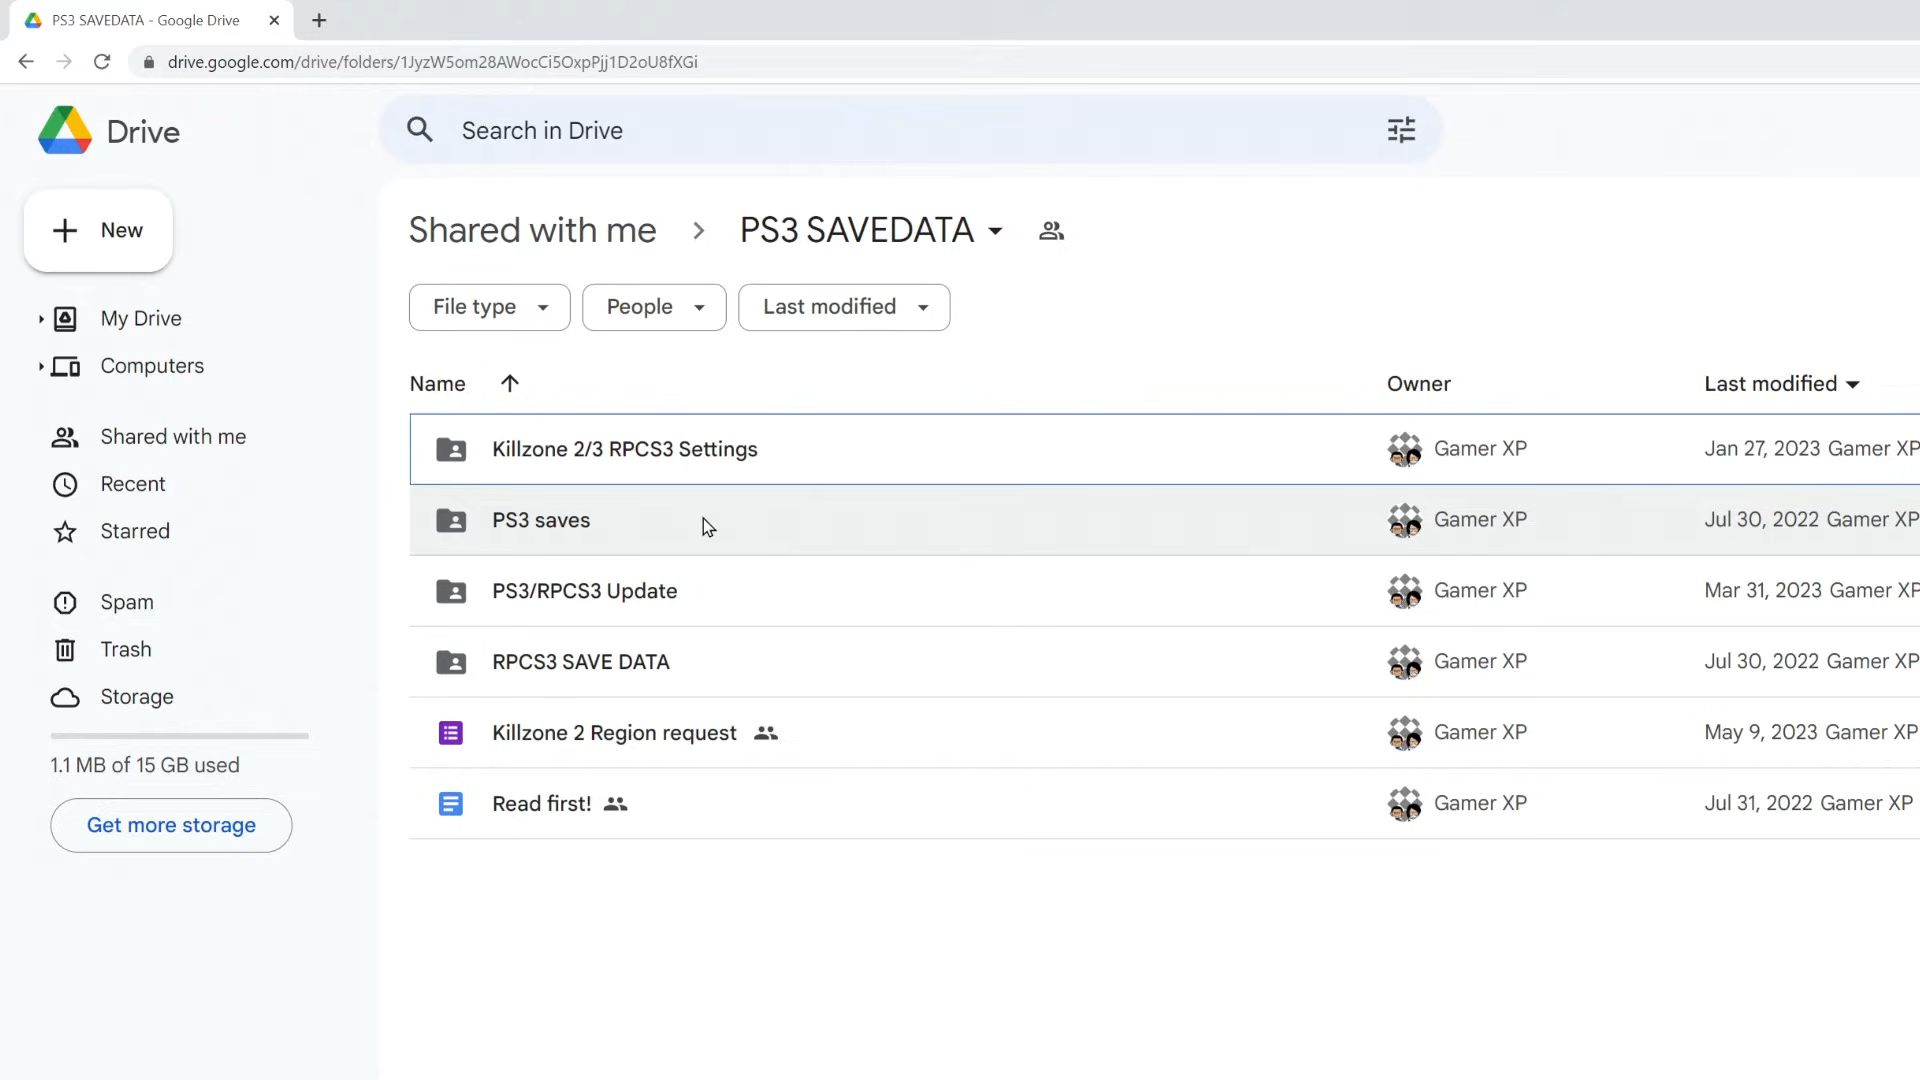 PS3 SAVEDATA - Google Drive
drive.google.com/drive/folders/1JyzW5om28AWocCi5OxpPjj1D2oU8fXGi
Drive
Search in Drive
New
My Drive
Computers
Shared with me
Recent
Starred
Spam
Trash
Storage
1.1 MB of 15 GB used
Get more storage
Shared with me > PS3 SAVEDATA
File type People Last modified
Name Owner Last modified
Killzone 2/3 RPCS3 Settings Gamer XP Jan 27, 2023 Gamer XP
PS3 saves Gamer XP Jul 30, 2022 Gamer XP
PS3/RPCS3 Update Gamer XP Mar 31, 2023 Gamer XP
RPCS3 SAVE DATA Gamer XP Jul 30, 2022 Gamer XP
Killzone 2 Region request Gamer XP May 9, 2023 Gamer XP
Read first! Gamer XP Jul 31, 2022 Gamer XP